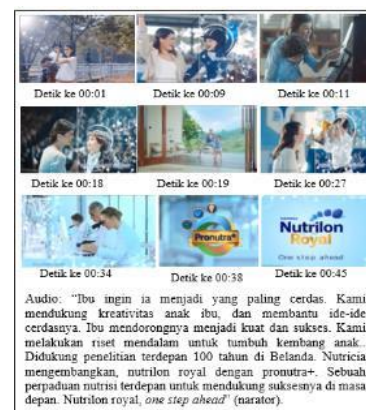 Detik ke 00:01 Detik ke 00:09 Detik ke 00:11
Detik ke 00:18 Detik ke 00:19 Detik ke 00:27
Pronutra+
Nutrilon
Royal
One step ahead
Detik ke 00:34 Detik ke 00:38 Detik ke 00:45
Audio: "Ibu ingin ia menjadi yang paling cerdas. Kami
mendukung kreativitas anak ibu, dan membantu ide-ide
cerdasnya. Ibu mendorongnya menjadi kuat dan sukses. Kami
melakukan riset mendalam untuk tumbuh kembang anak..
Didukung penelitian terdepan 100 tahun di Belanda. Nutricia
mengembangkan, nutrilon royal dengan pronutra+. Sebuah
perpaduan nutrisi terdepan untuk mendukung suksesnya di masa
depan. Nutrilon royal, one step ahead" (narator).